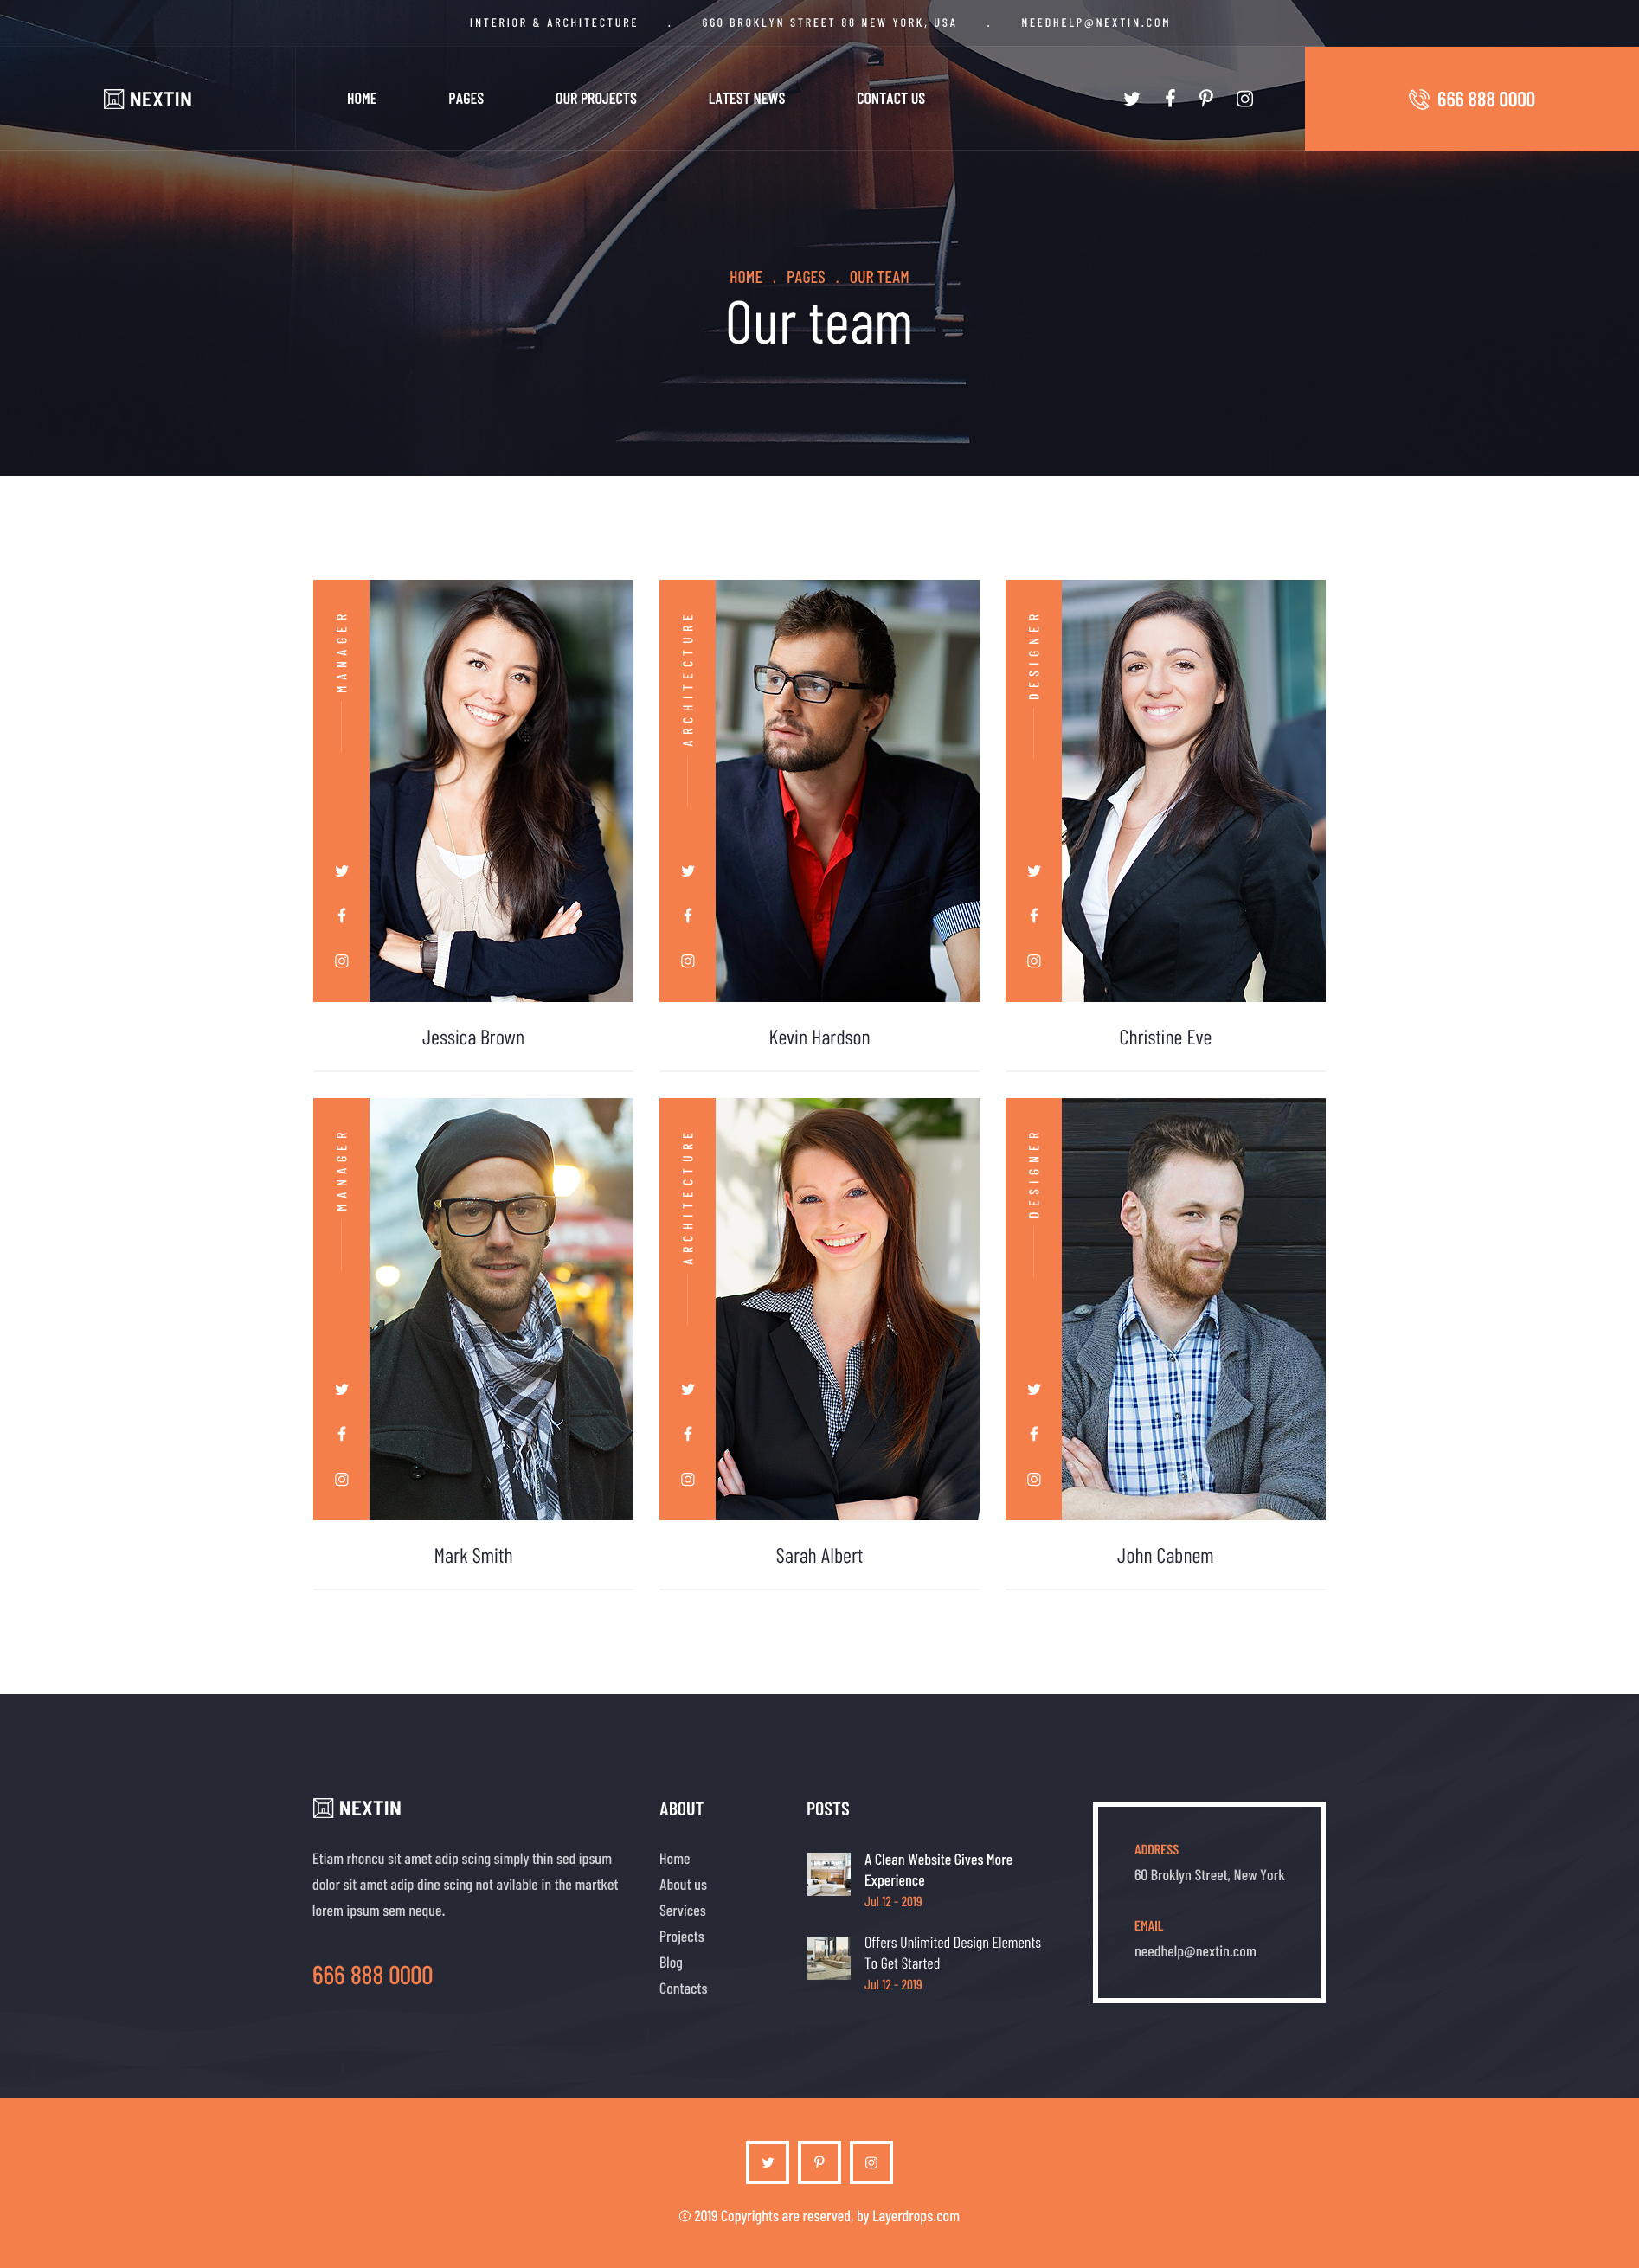 INTERIOR & ARCHITECTURE . 660 BROKLYN STREET 88 NEW YORK, USA . NEEDHELP@NEXTIN.COM
NEXTIN
HOME PAGES OUR PROJECTS LATEST NEWS CONTACT US
666 888 0000
HOME . PAGES . OUR TEAM
Our team
MANAGER
ARCHITECTURE
DESIGNER
Jessica Brown
Kevin Hardson
Christine Eve
MANAGER
ARCHITECTURE
DESIGNER
Mark Smith
Sarah Albert
John Cabnem
NEXTIN
Etiam rhoncu sit amet adip scing simply thin sed ipsum
dolor sit amet adip dine scing not avilable in the martket
lorem ipsum sem neque.
666 888 0000
ABOUT
Home
About us
Services
Projects
Blog
Contacts
POSTS
A Clean Website Gives More
Experience
Jul 12 - 2019
Offers Unlimited Design Elements
To Get Started
Jul 12 - 2019
ADDRESS
60 Broklyn Street, New York
EMAIL
needhelp@nextin.com
© 2019 Copyrights are reserved, by Layerdrops.com